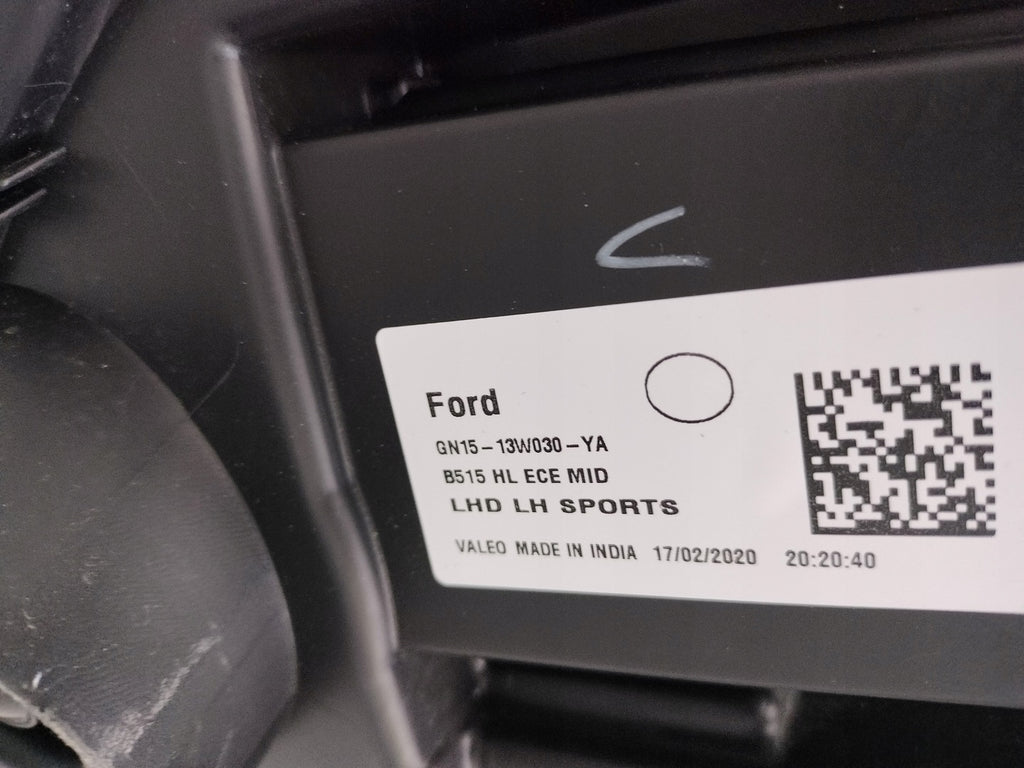 Ford
GN15-13W030-YA
B515 HL ECE MID
LHD LH SPORTS
VALEO MADE IN INDIA 17/02/2020 20:20:40